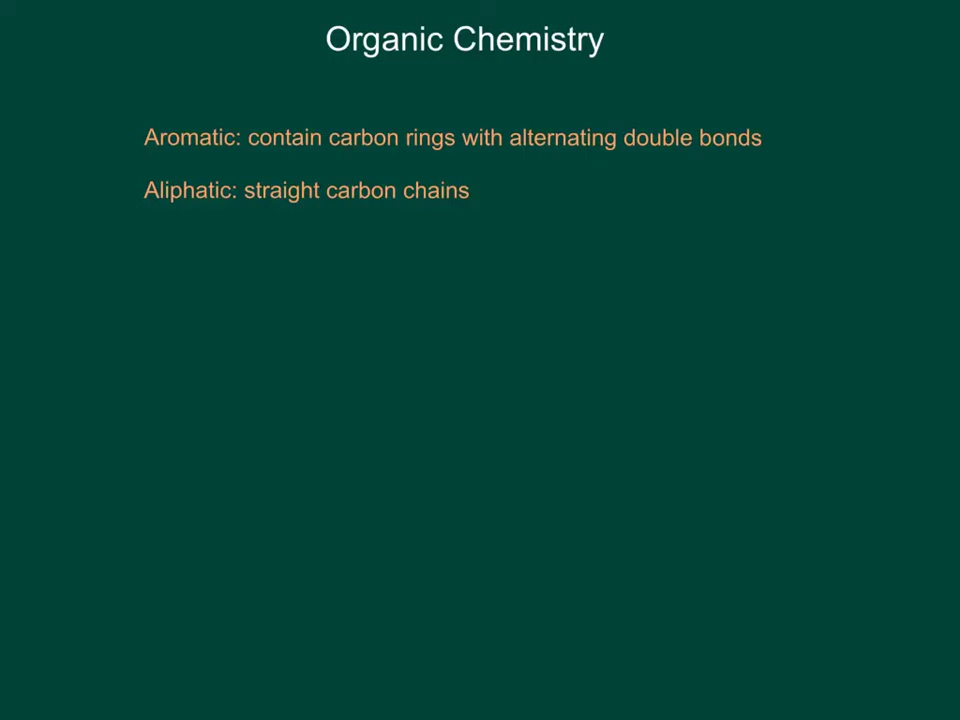 Organic Chemistry
Aromatic: contain carbon rings with alternating double bonds
Aliphatic: straight carbon chains